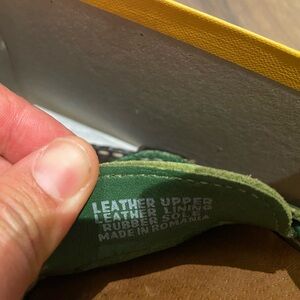 LEATHER UPPER
LEATHER LINING
RUBBER SOLE
MADE IN ROMANIA